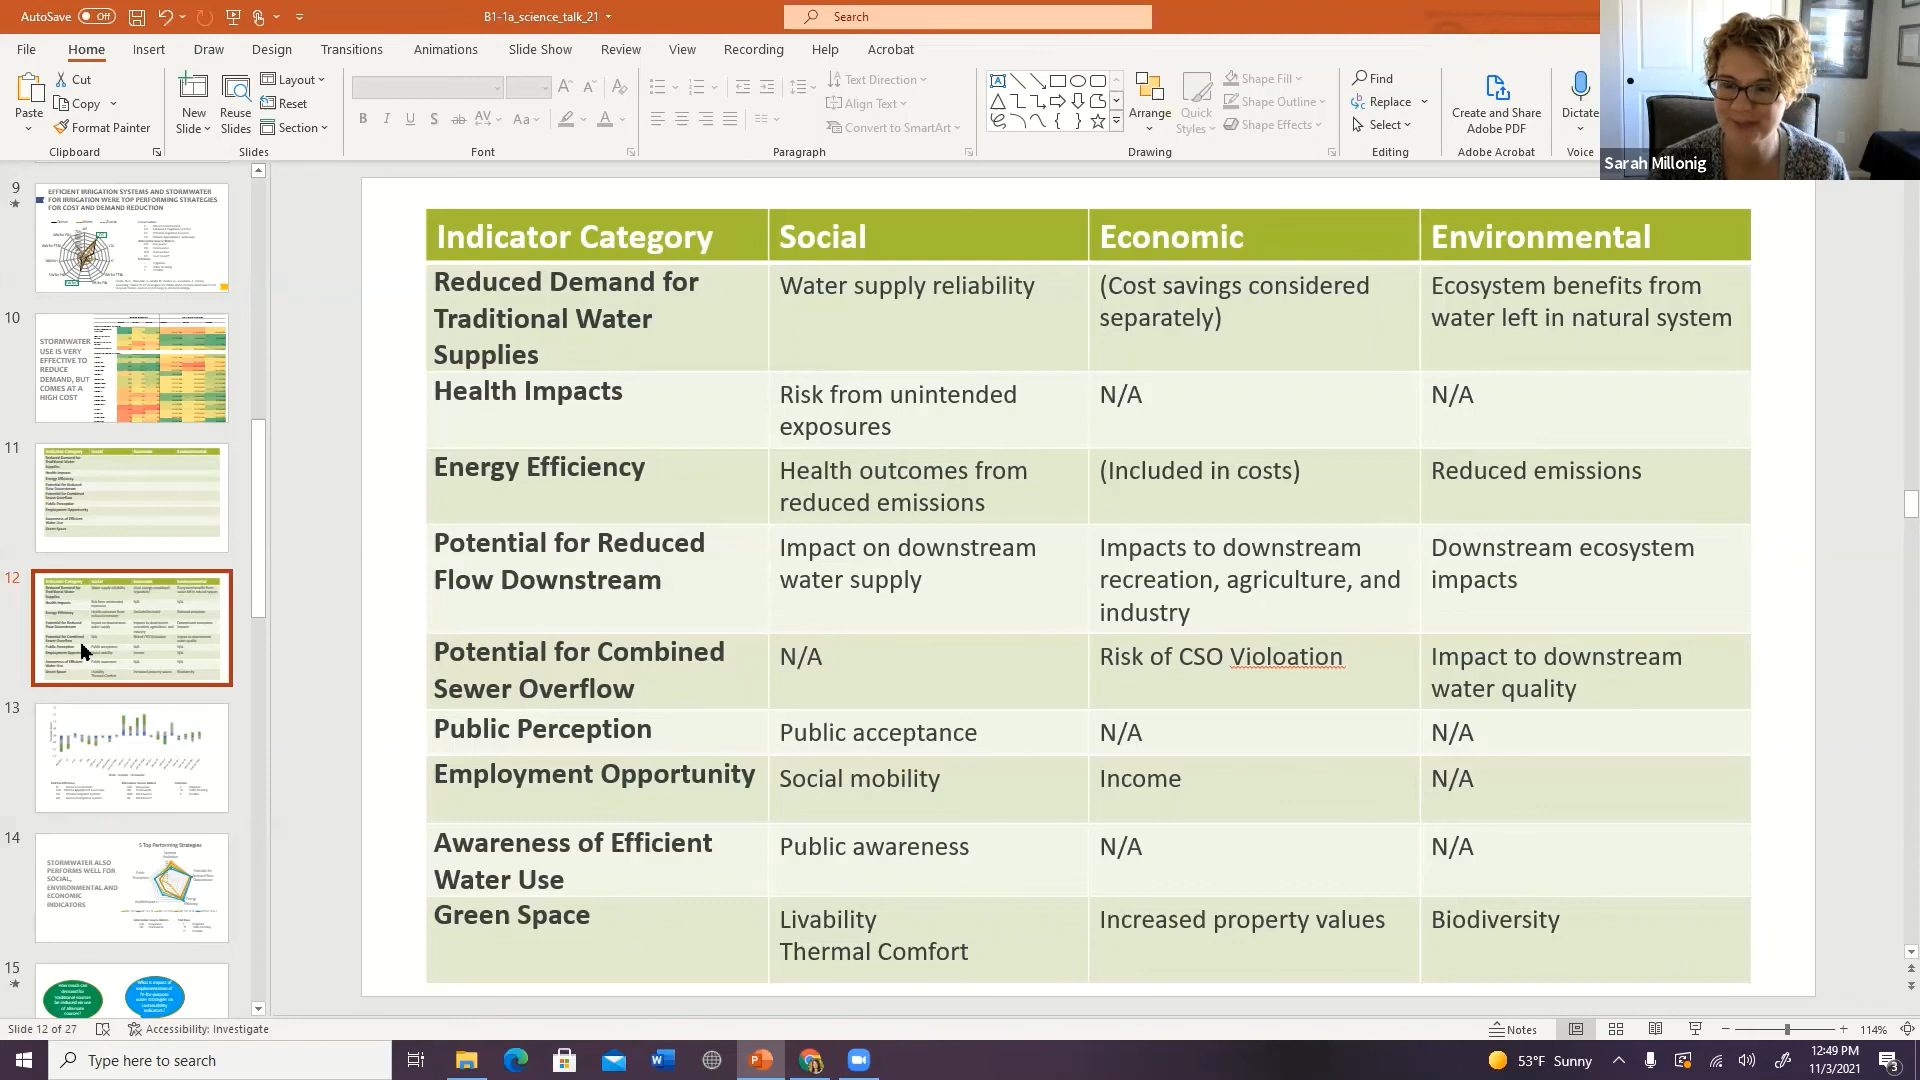 AutoSave Off
B1-1a_science_talk_21
Search
File Home Insert Draw Design Transitions Animations Slide Show Review View Recording Help Acrobat
Paste
Cut
Copy
Format Painter
Clipboard
New Slide
Reuse Slides
Layout
Reset
Section
Slides
Font
Text Direction
Align Text
Convert to SmartArt
Paragraph
Arrange
Quick Styles
Shape Fill
Shape Outline
Shape Effects
Drawing
Find
Replace
Select
Editing
Create and Share
Adobe PDF
Adobe Acrobat
Dictate
Voice
Sarah Millonig
9
EFFICIENT IRRIGATION SYSTEMS AND STORMWATER
FOR IRRIGATION WERE TOP PERFORMING STRATEGIES
FOR COST AND DEMAND REDUCTION
10
STORMWATER
USE IS VERY
EFFECTIVE TO
REDUCE
DEMAND, BUT
COMES AT A
HIGH COST
11
12
13
14
STORMWATER ALSO
PERFORMS WELL FOR
SOCIAL,
ENVIRONMENTAL AND
ECONOMIC
INDICATORS
5 Top Performing Strategies
15
Indicator Category Social Economic Environmental
Reduced Demand for
Traditional Water
Supplies
Water supply reliability
(Cost savings considered
separately)
Ecosystem benefits from
water left in natural system
Health Impacts
Risk from unintended
exposures
N/A
N/A
Energy Efficiency
Health outcomes from
reduced emissions
(Included in costs)
Reduced emissions
Potential for Reduced
Flow Downstream
Impact on downstream
water supply
Impacts to downstream
recreation, agriculture, and
industry
Downstream ecosystem
impacts
Potential for Combined
Sewer Overflow
N/A
Risk of CSO Violoation
Impact to downstream
water quality
Public Perception
Public acceptance
N/A
N/A
Employment Opportunity
Social mobility
Income
N/A
Awareness of Efficient
Water Use
Public awareness
N/A
N/A
Green Space
Livability
Thermal Comfort
Increased property values
Biodiversity
Slide 12 of 27
Accessibility: Investigate
Notes
114%
Type here to search
53°F Sunny
12:49 PM
11/3/2021
3